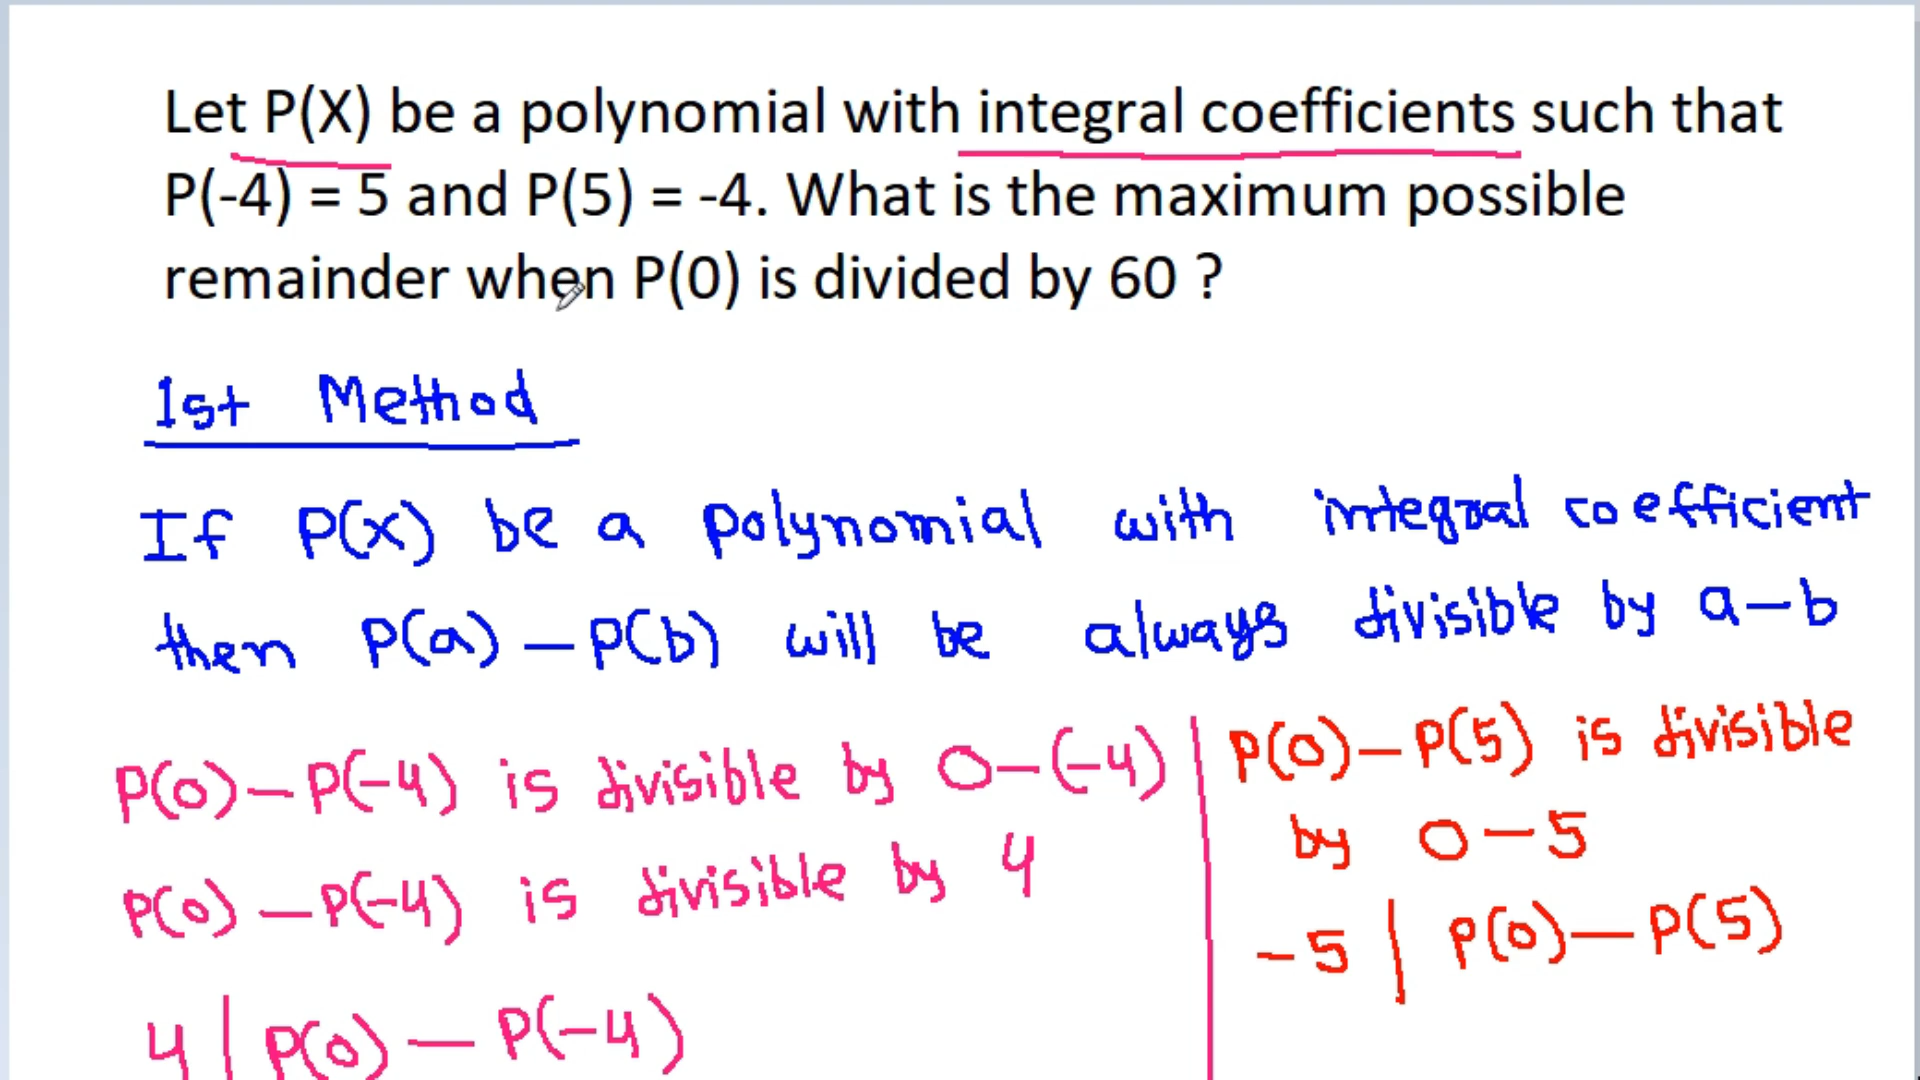 Let P(X) be a polynomial with integral coefficients such that
P(-4) = 5 and P(5) = -4. What is the maximum possible
remainder when P(0) is divided by 60 ?
1st Method
If P(x) be a polynomial with integral coefficient
then P(a) - P(b) will be always divisible by a-b
P(0) - P(-4) is divisible by 0-(-4)
P(0) - P(-4) is divisible by 4
4 | P(0) - P(-4)
P(0) - P(5) is divisible
by 0-5
-5 | P(0) - P(5)